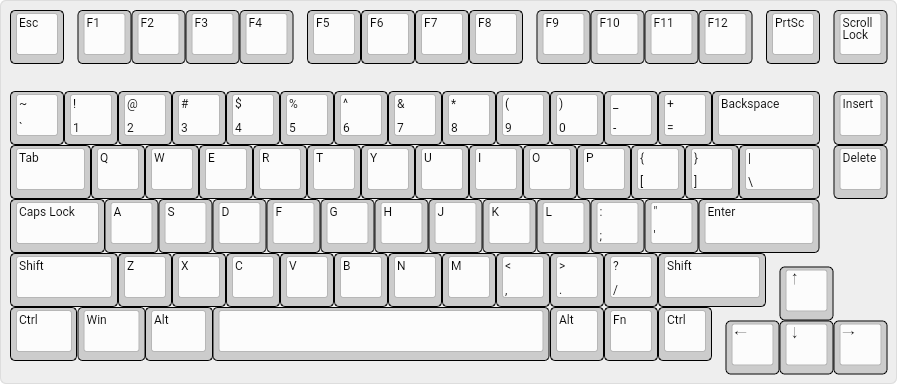 Esc F1 F2 F3 F4 F5 F6 F7 F8 F9 F10 F11 F12 PrtSc Scroll
Lock
~ ! @ # $ % ^ & * ( ) _ + Backspace Insert
` 1 2 3 4 5 6 7 8 9 0 - =
Tab Q W E R T Y U I O P { } | Delete
[ ] \
Caps Lock A S D F G H J K L : " Enter
; '
Shift Z X C V B N M < > ? Shift ↑
, . /
Ctrl Win Alt Alt Fn Ctrl ← ↓ →